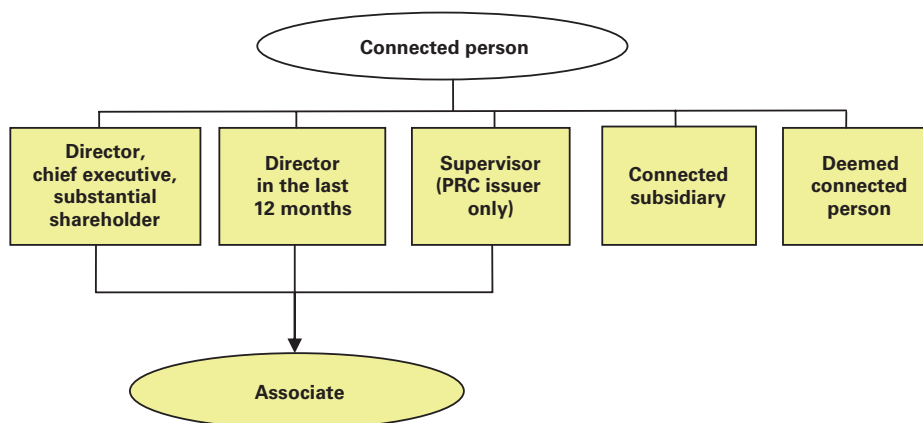 Connected person
Director,
chief executive,
substantial
shareholder
Director
in the last
12 months
Supervisor
(PRC issuer
only)
Connected
subsidiary
Deemed
connected
person
Associate